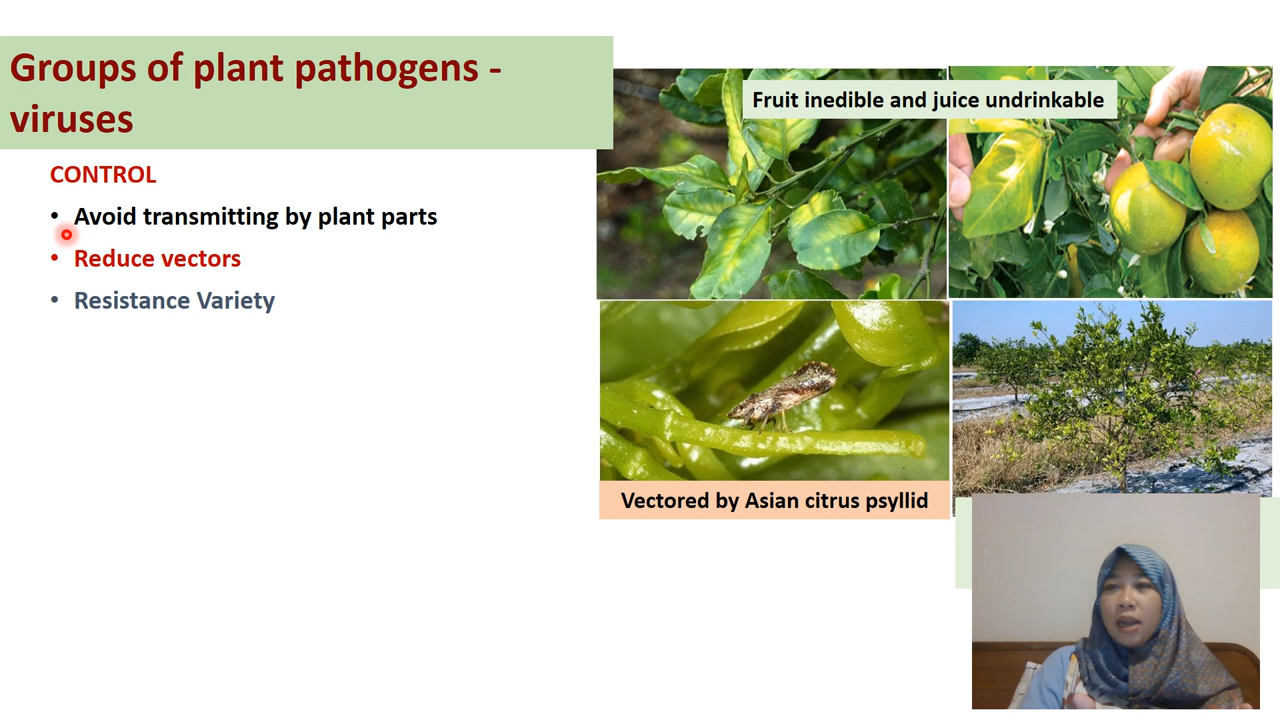 Groups of plant pathogens -
viruses
CONTROL
• Avoid transmitting by plant parts
• Reduce vectors
• Resistance Variety
Fruit inedible and juice undrinkable
Vectored by Asian citrus psyllid